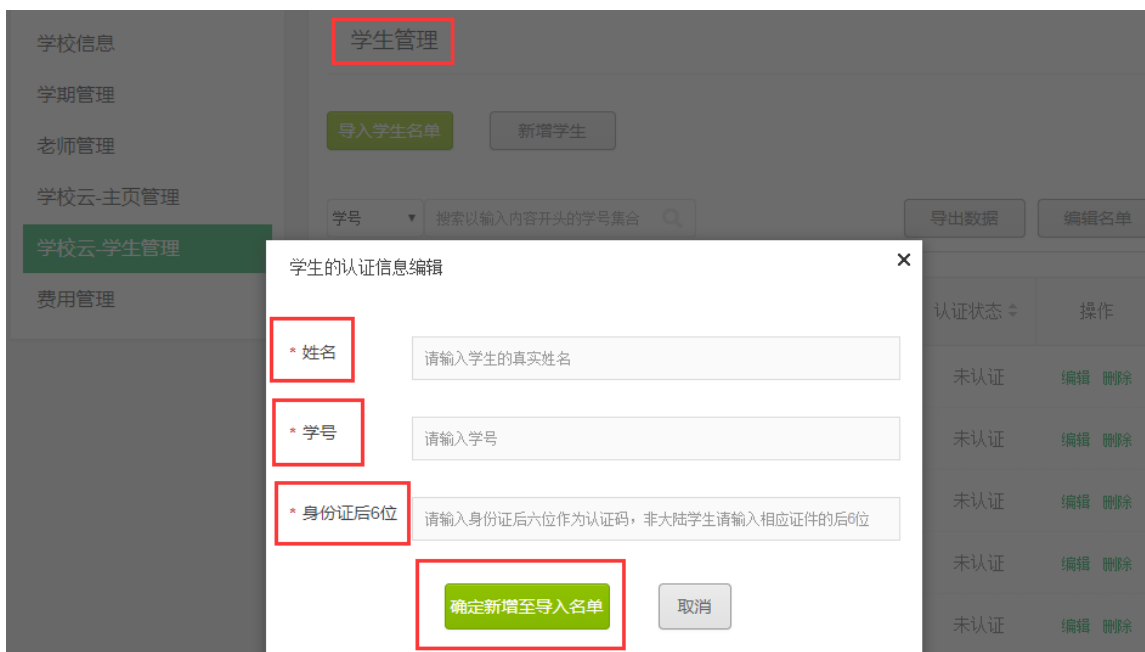 学校信息
学期管理
老师管理
学校云-主页管理
学校云-学生管理
费用管理
学生管理
导入学生名单 新增学生
学号 搜索以输入内容开头的学号集合 导出数据 编辑名单
认证状态 操作
未认证 编辑 删除
未认证 编辑 删除
未认证 编辑 删除
未认证 编辑 删除
未认证 编辑 删除
学生的认证信息编辑
* 姓名 请输入学生的真实姓名
* 学号 请输入学号
* 身份证后6位 请输入身份证后六位作为认证码，非大陆学生请输入相应证件的后6位
确定新增至导入名单 取消